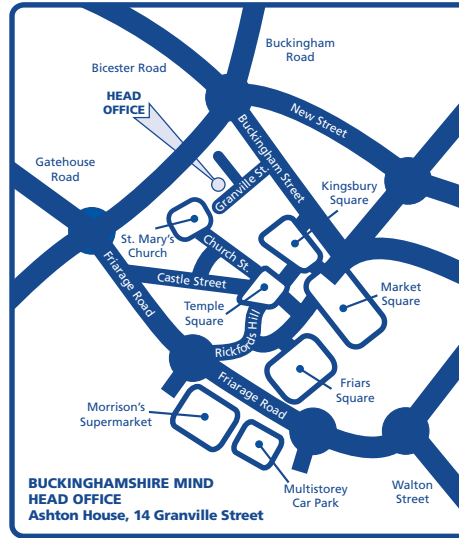 Buckingham
Road
Bicester Road
HEAD
OFFICE
New Street
Buckingham Street
Gatehouse
Road
Granville St.
Kingsbury
Square
St. Mary's
Church
Church St.
Castle Street
Friarage Road
Temple
Square
Market
Square
Rickfords Hill
Friarage Road
Friars
Square
Morrison's
Supermarket
Multistorey
Car Park
Walton
Street
BUCKINGHAMSHIRE MIND
HEAD OFFICE
Ashton House, 14 Granville Street